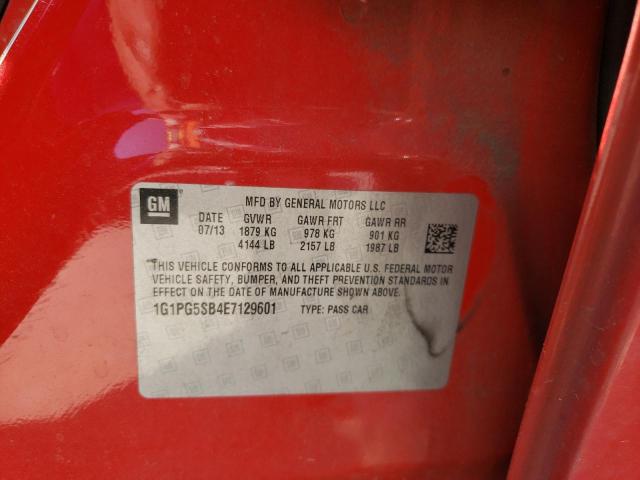 GM
MFD BY GENERAL MOTORS LLC
DATE GVWR GAWR FRT GAWR RR
07/13 1879 KG 978 KG 901 KG
4144 LB 2157 LB 1987 LB
THIS VEHICLE CONFORMS TO ALL APPLICABLE U.S. FEDERAL MOTOR
VEHICLE SAFETY, BUMPER, AND THEFT PREVENTION STANDARDS IN
EFFECT ON THE DATE OF MANUFACTURE SHOWN ABOVE.
1G1PG5SB4E7129601 TYPE: PASS CAR